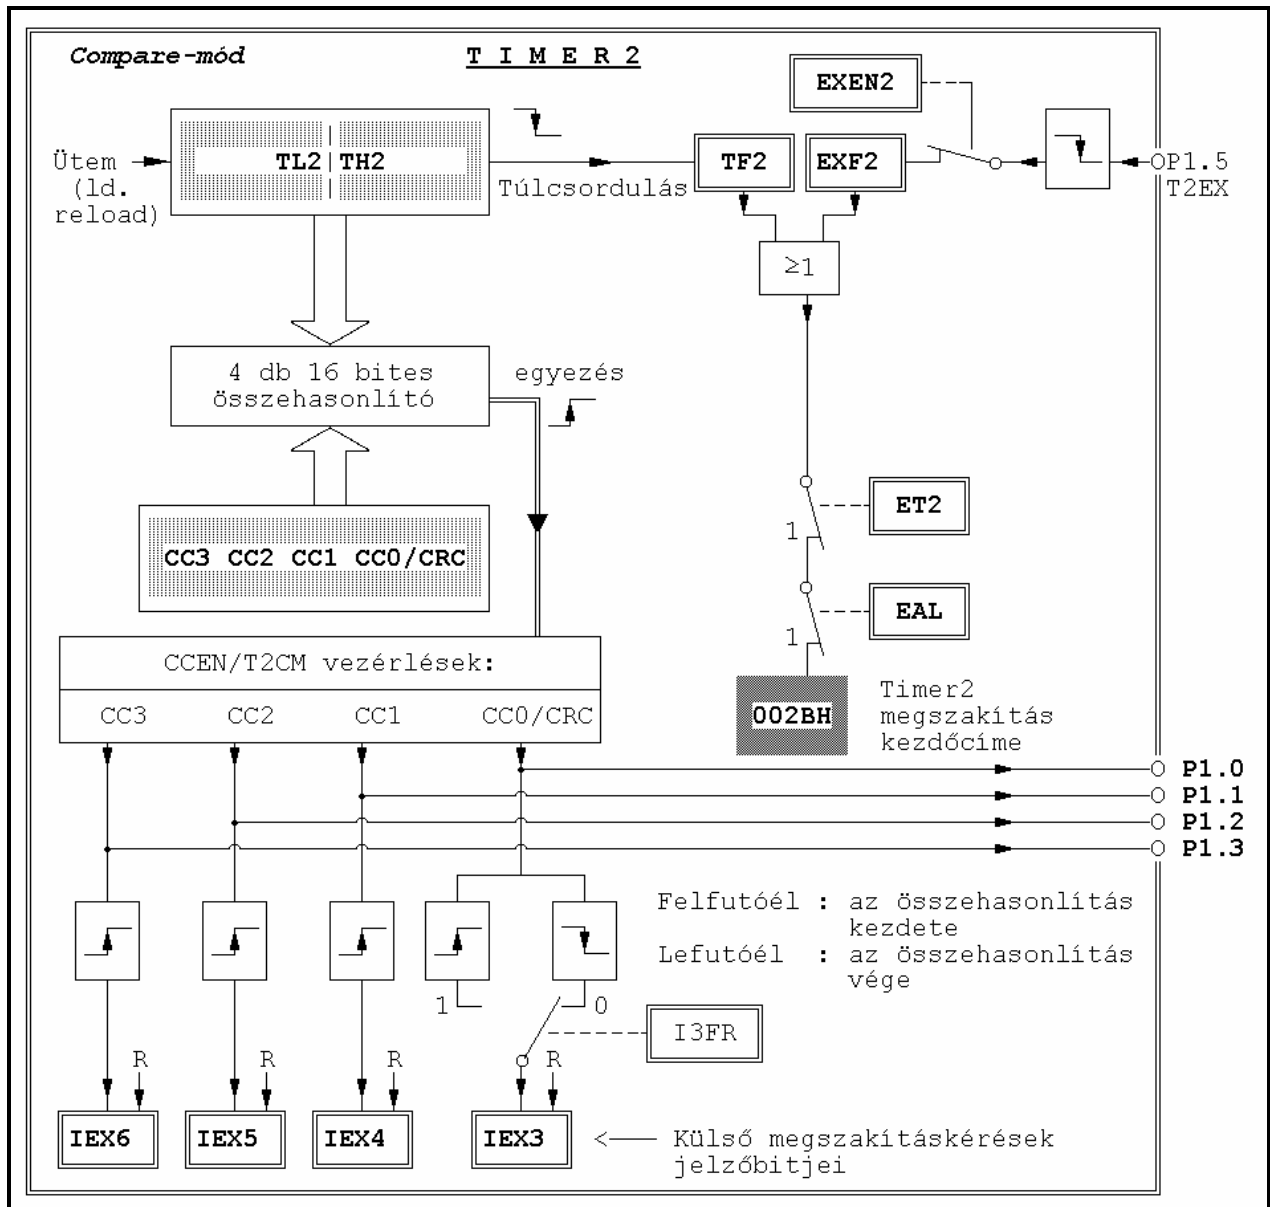 Compare-mód
T I M E R 2
EXEN2
Ütem
(ld.
reload)
TL2 TH2
Túlcsordulás
TF2
EXF2
P1.5
T2EX
≥1
4 db 16 bites
összehasonlító
egyezés
CC3 CC2 CC1 CC0/CRC
ET2
1
EAL
1
CCEN/T2CM vezérlések:
CC3 CC2 CC1 CC0/CRC
002BH
Timer2
megszakítás
kezdőcíme
P1.0
P1.1
P1.2
P1.3
Felfutóél : az összehasonlítás
kezdete
Lefutóél : az összehasonlítás
vége
1
0
I3FR
R
R
R
R
IEX6
IEX5
IEX4
IEX3
<— Külső megszakításkérések
jelzőbitjei